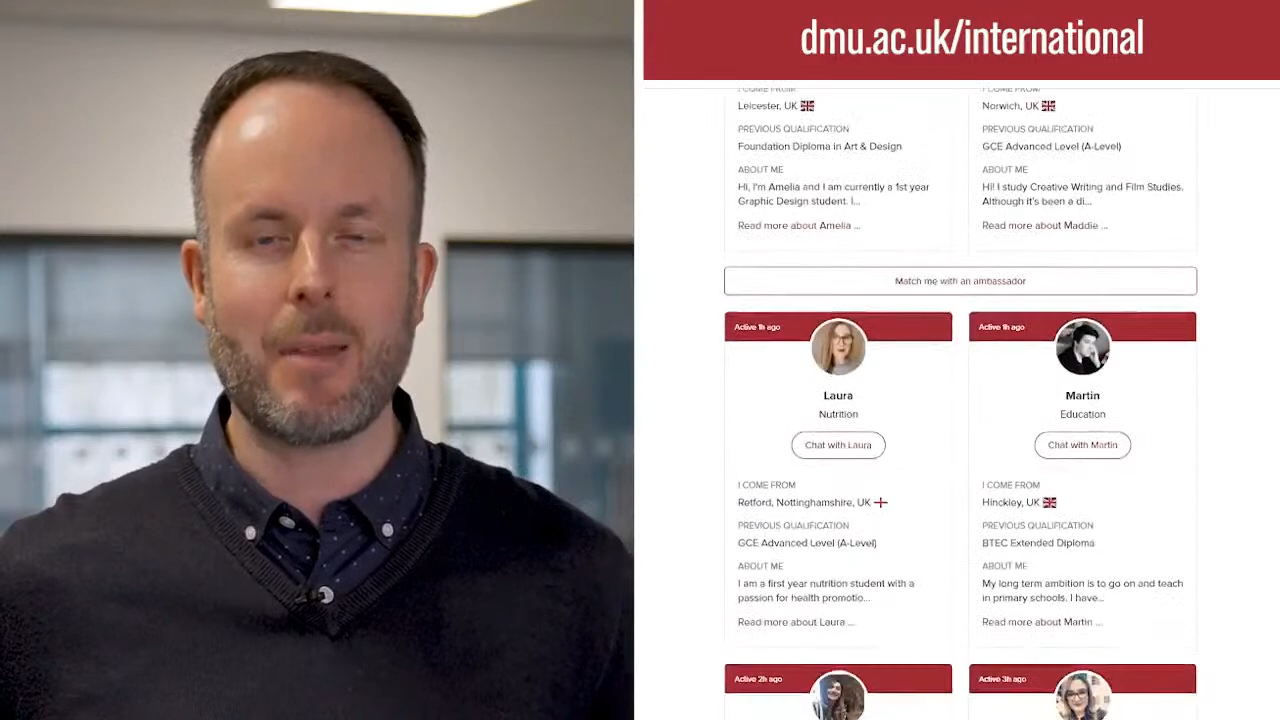 dmu.ac.uk/international
I COME FROM
Leicester, UK
PREVIOUS QUALIFICATION
Foundation Diploma in Art & Design
ABOUT ME
Hi, I'm Amelia and I am currently a 1st year
Graphic Design student. I...
Read more about Amelia ...
I COME FROM
Norwich, UK
PREVIOUS QUALIFICATION
GCE Advanced Level (A-Level)
ABOUT ME
Hi! I study Creative Writing and Film Studies.
Although it's been a di...
Read more about Maddie ...
Match me with an ambassador
Active 1h ago
Laura
Nutrition
Chat with Laura
I COME FROM
Retford, Nottinghamshire, UK
PREVIOUS QUALIFICATION
GCE Advanced Level (A-Level)
ABOUT ME
I am a first year nutrition student with a
passion for health promotio...
Read more about Laura ...
Active 1h ago
Martin
Education
Chat with Martin
I COME FROM
Hinckley, UK
PREVIOUS QUALIFICATION
BTEC Extended Diploma
ABOUT ME
My long term ambition is to go on and teach
in primary schools. I have...
Read more about Martin ...
Active 2h ago
Active 3h ago